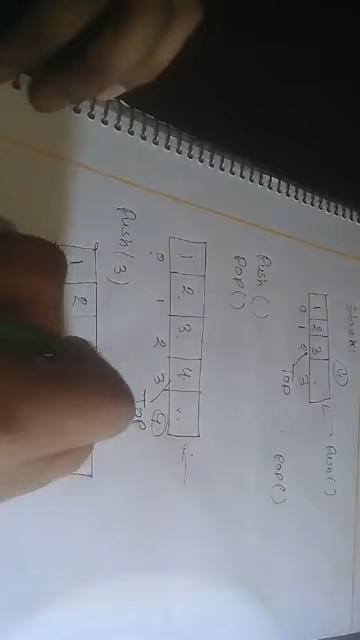 Stack:
1 2 3
0 1 2 3
Top
Push()
Push()
Pop()
Pop()
1 2 3 4
0 1 2 3 4
Top
Push(3)
1 2